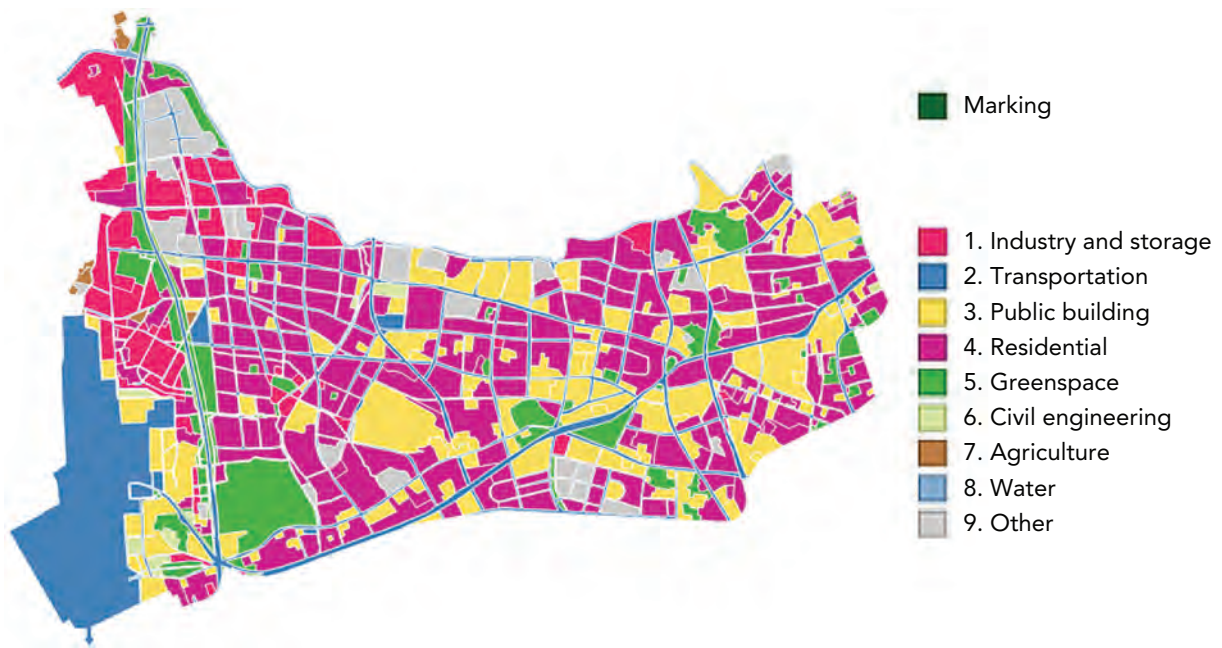 Marking
1. Industry and storage
2. Transportation
3. Public building
4. Residential
5. Greenspace
6. Civil engineering
7. Agriculture
8. Water
9. Other